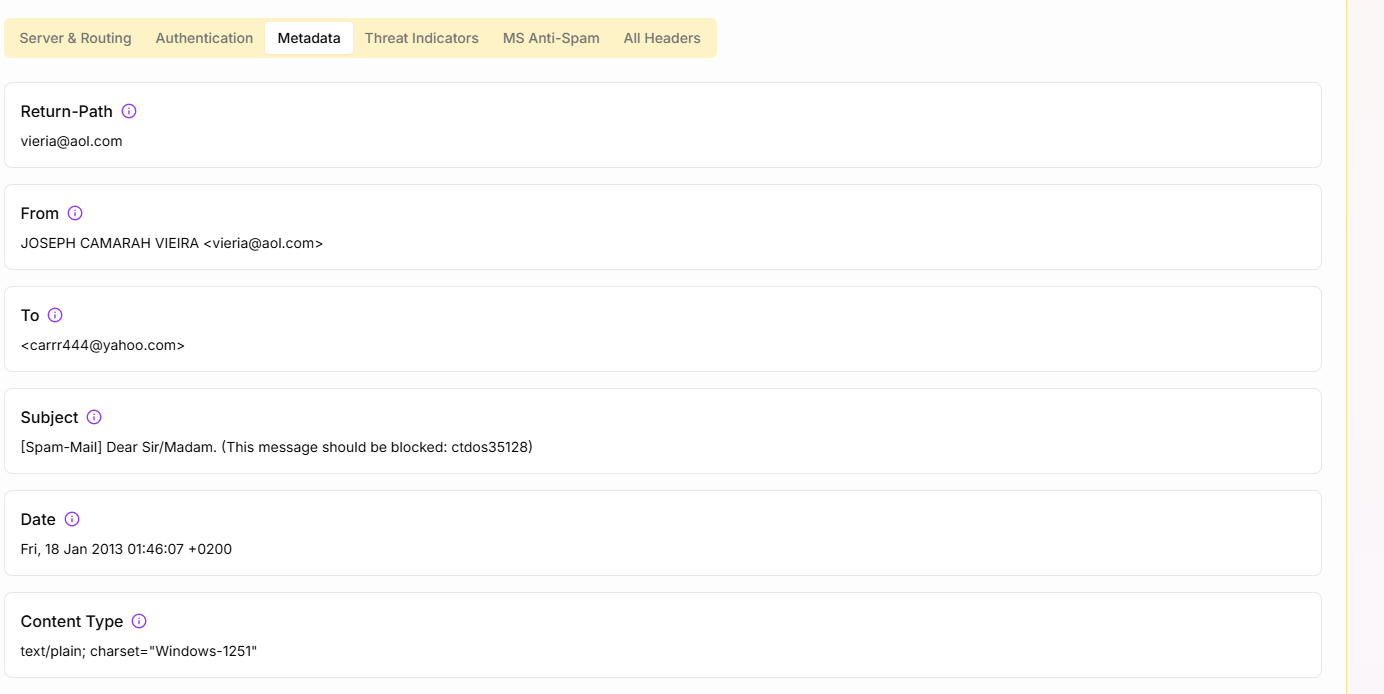 Server & Routing Authentication Metadata Threat Indicators MS Anti-Spam All Headers
Return-Path
vieria@aol.com
From
JOSEPH CAMARAH VIEIRA <vieria@aol.com>
To
<carrr444@yahoo.com>
Subject
[Spam-Mail] Dear Sir/Madam. (This message should be blocked: ctdos35128)
Date
Fri, 18 Jan 2013 01:46:07 +0200
Content Type
text/plain; charset="Windows-1251"